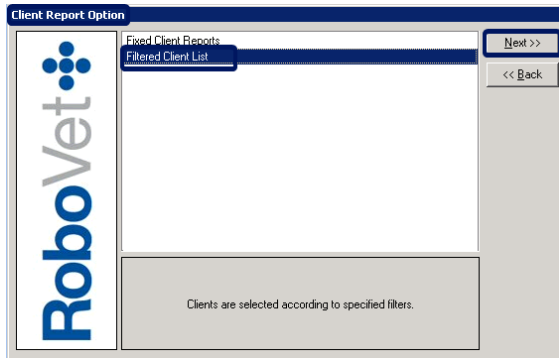 Client Report Option
Fixed Client Reports
Filtered Client List
Next >>
<< Back
RoboVet
Clients are selected according to specified filters.